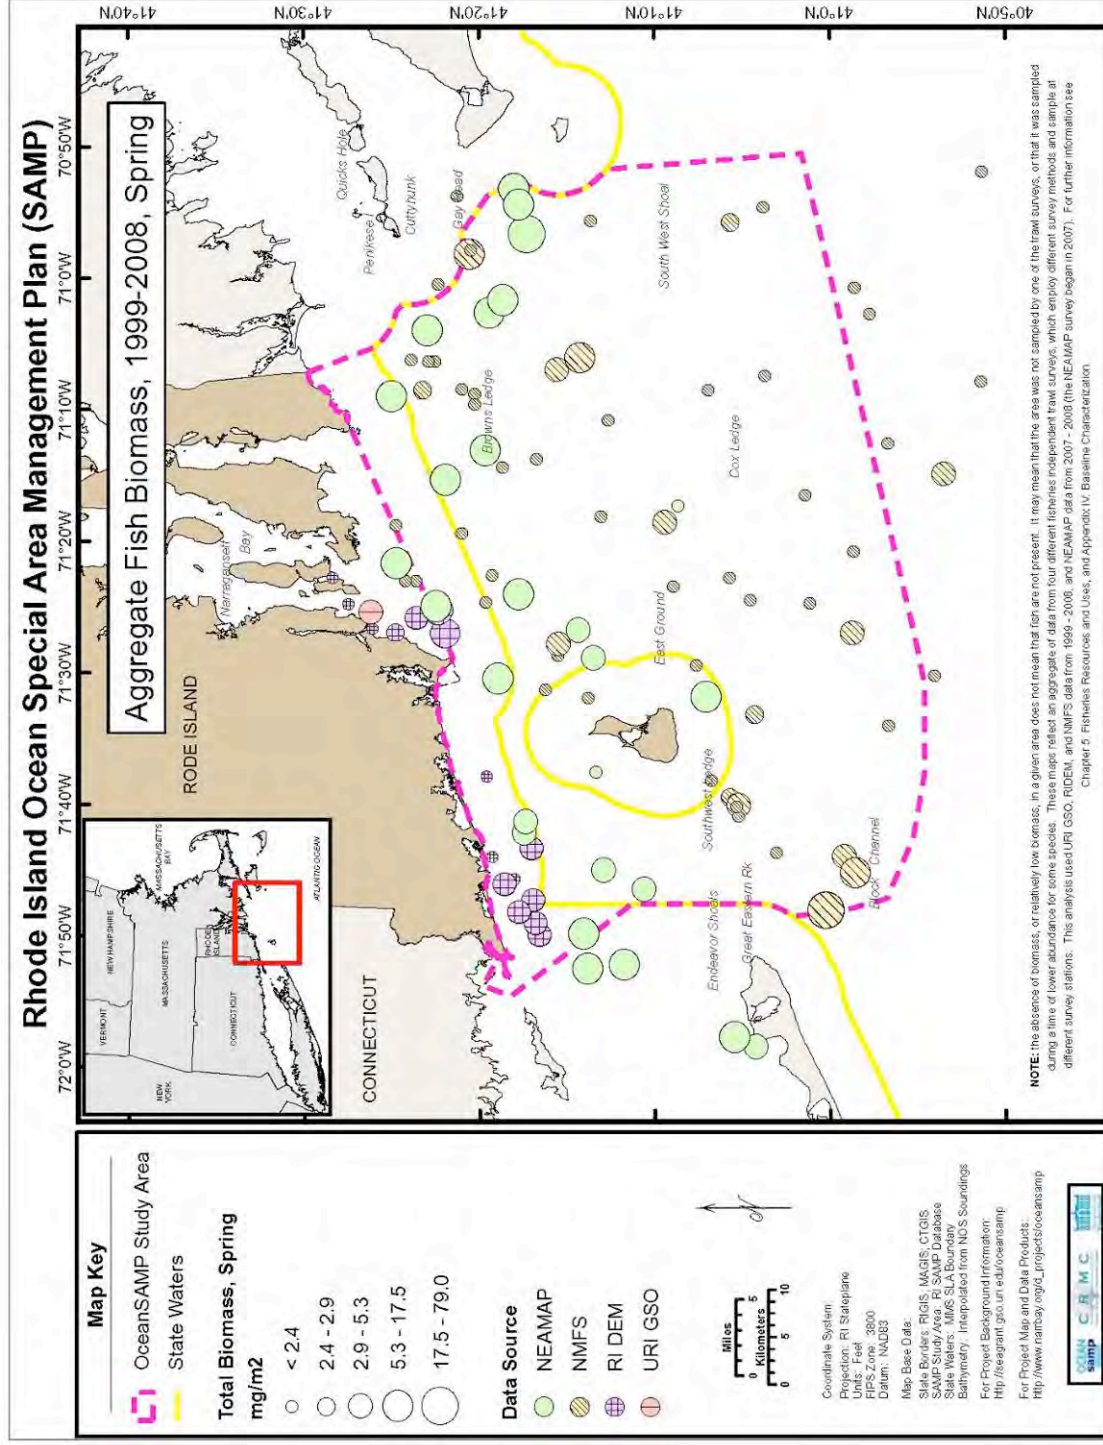 Rhode Island Ocean Special Area Management Plan (SAMP)
Aggregate Fish Biomass, 1999-2008, Spring
72°0'W
71°50'W
71°40'W
71°30'W
71°20'W
71°10'W
71°0'W
70°50'W
41°40'N
41°30'N
41°20'N
41°10'N
41°0'N
40°50'N
VERMONT
NEW HAMPSHIRE
MASSACHUSETTS BAY
NEW YORK
MASSACHUSETTS
CONNECTICUT
RHODE ISLAND
ATLANTIC OCEAN
RODE ISLAND
CONNECTICUT
Narragansett Bay
Quicks Hole
Penikese I
Cuttyhunk
Gay Head
Browns Ledge
South West Shoal
Cox Ledge
East Ground
Southwest Ledge
Endeavor Shoals
Great Eastern Rk
Block Channel
Map Key
OceanSAMP Study Area
State Waters
Total Biomass, Spring
mg/m2
< 2.4
2.4 - 2.9
2.9 - 5.3
5.3 - 17.5
17.5 - 79.0
Data Source
NEAMAP
NMFS
RI DEM
URI GSO
Miles
0 5
Kilometers
0 5 10
N
Coordinate System:
Projection: RI Stateplane
Units: Feet
FIPS Zone: 3800
Datum: NAD83
Map Base Data:
State Borders: RIGIS, MAGIS, CTGIS
SAMP Study Area: RI SAMP Database
State Waters: MMS SLA Boundary
Bathymetry: Interpolated from NOS Soundings
For Project Background Information:
http://seagrant.gso.uri.edu/oceansamp
For Project Map and Data Products:
http://www.narrbay.org/d_projects/oceansamp
OCEAN
samp
C R M C
NOTE: the absence of biomass, or relatively low biomass, in a given area does not mean that fish are not present. It may mean that the area was not sampled by one of the trawl surveys, or that it was sampled
during a time of lower abundance for some species. These maps reflect an aggregate of data from four different fisheries independent trawl surveys, which employ different survey methods and sample at
different survey stations. This analysis used URI GSO, RIDEM, and NMFS data from 1999 - 2008, and NEAMAP data from 2007 - 2008 (the NEAMAP survey began in 2007). For further information see
Chapter 5. Fisheries Resources and Uses, and Appendix IV. Baseline Characterization.